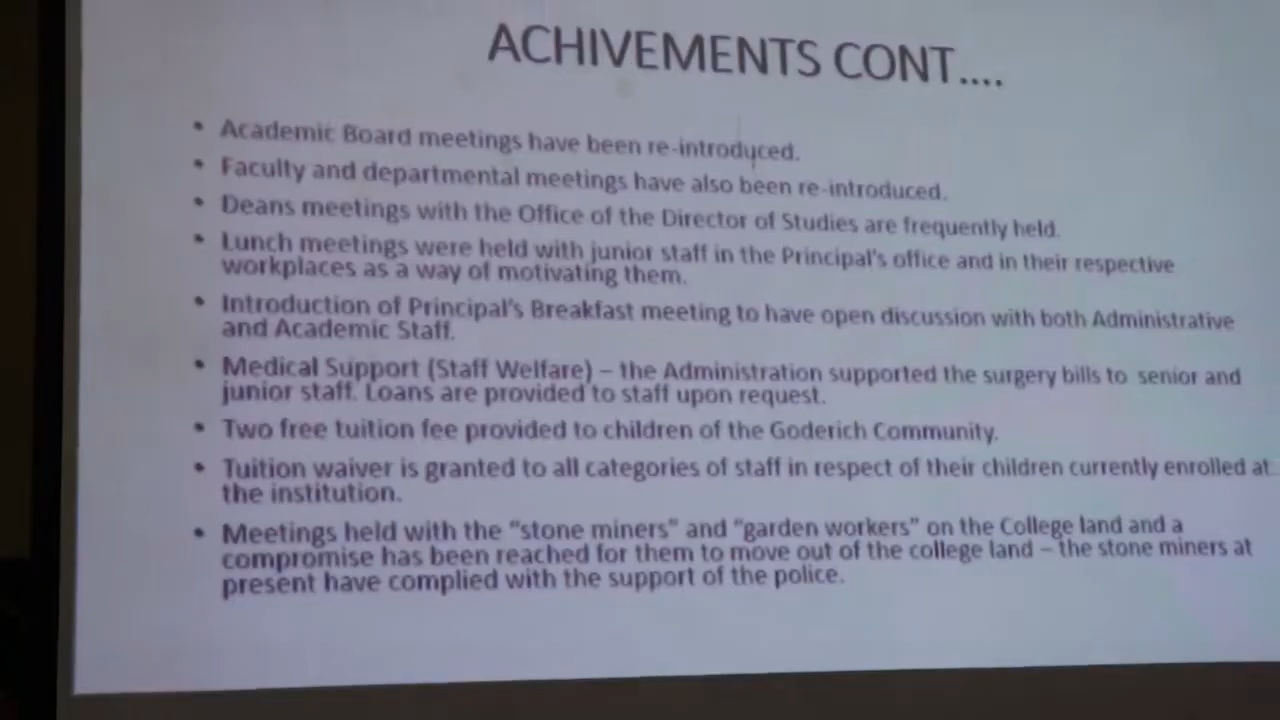 ACHIVEMENTS CONT....
• Academic Board meetings have been re-introduced.
• Faculty and departmental meetings have also been re-introduced.
• Deans meetings with the Office of the Director of Studies are frequently held.
• Lunch meetings were held with junior staff in the Principal's office and in their respective
workplaces as a way of motivating them.
• Introduction of Principal's Breakfast meeting to have open discussion with both Administrative
and Academic Staff.
• Medical Support (Staff Welfare) – the Administration supported the surgery bills to senior and
junior staff. Loans are provided to staff upon request.
• Two free tuition fee provided to children of the Goderich Community.
• Tuition waiver is granted to all categories of staff in respect of their children currently enrolled at
the institution.
• Meetings held with the "stone miners" and "garden workers" on the College land and a
compromise has been reached for them to move out of the college land – the stone miners at
present have complied with the support of the police.